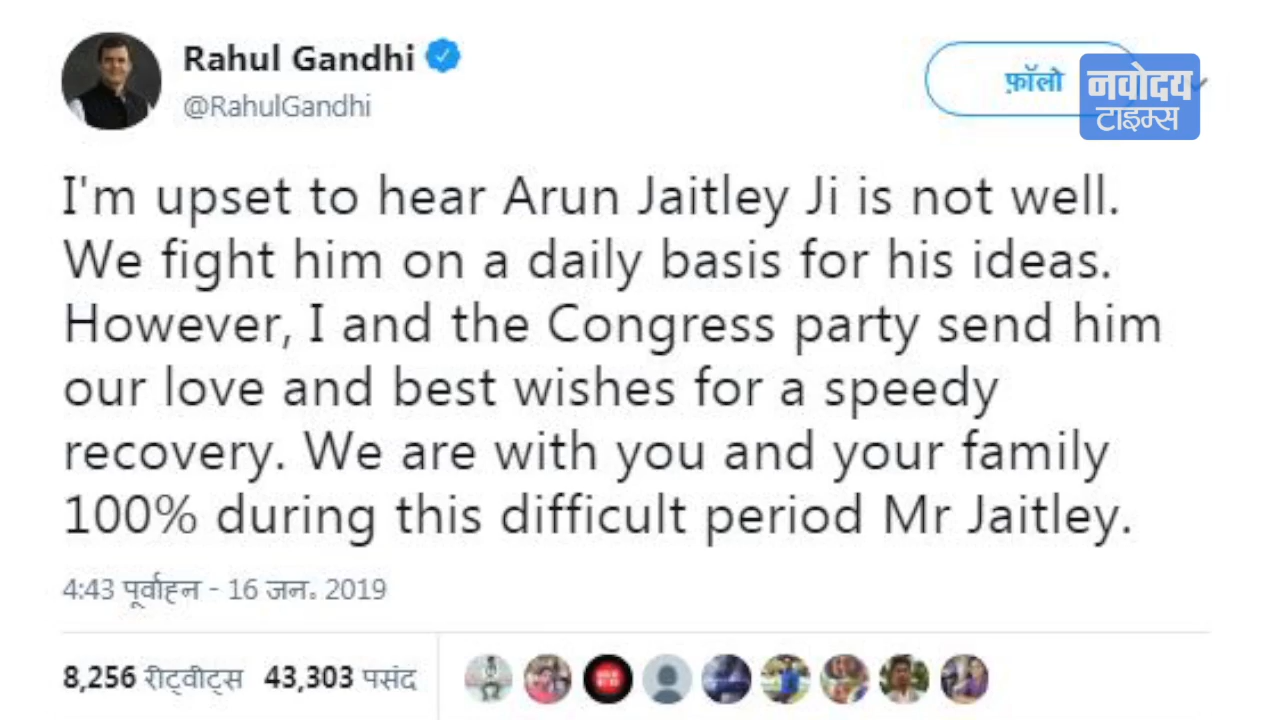 Rahul Gandhi
@RahulGandhi
फ़ॉलो
नवोदय
टाइम्स
I'm upset to hear Arun Jaitley Ji is not well.
We fight him on a daily basis for his ideas.
However, I and the Congress party send him
our love and best wishes for a speedy
recovery. We are with you and your family
100% during this difficult period Mr Jaitley.
4:43 पूर्वाह्न - 16 जन॰ 2019
8,256 रीट्वीट्स 43,303 पसंद